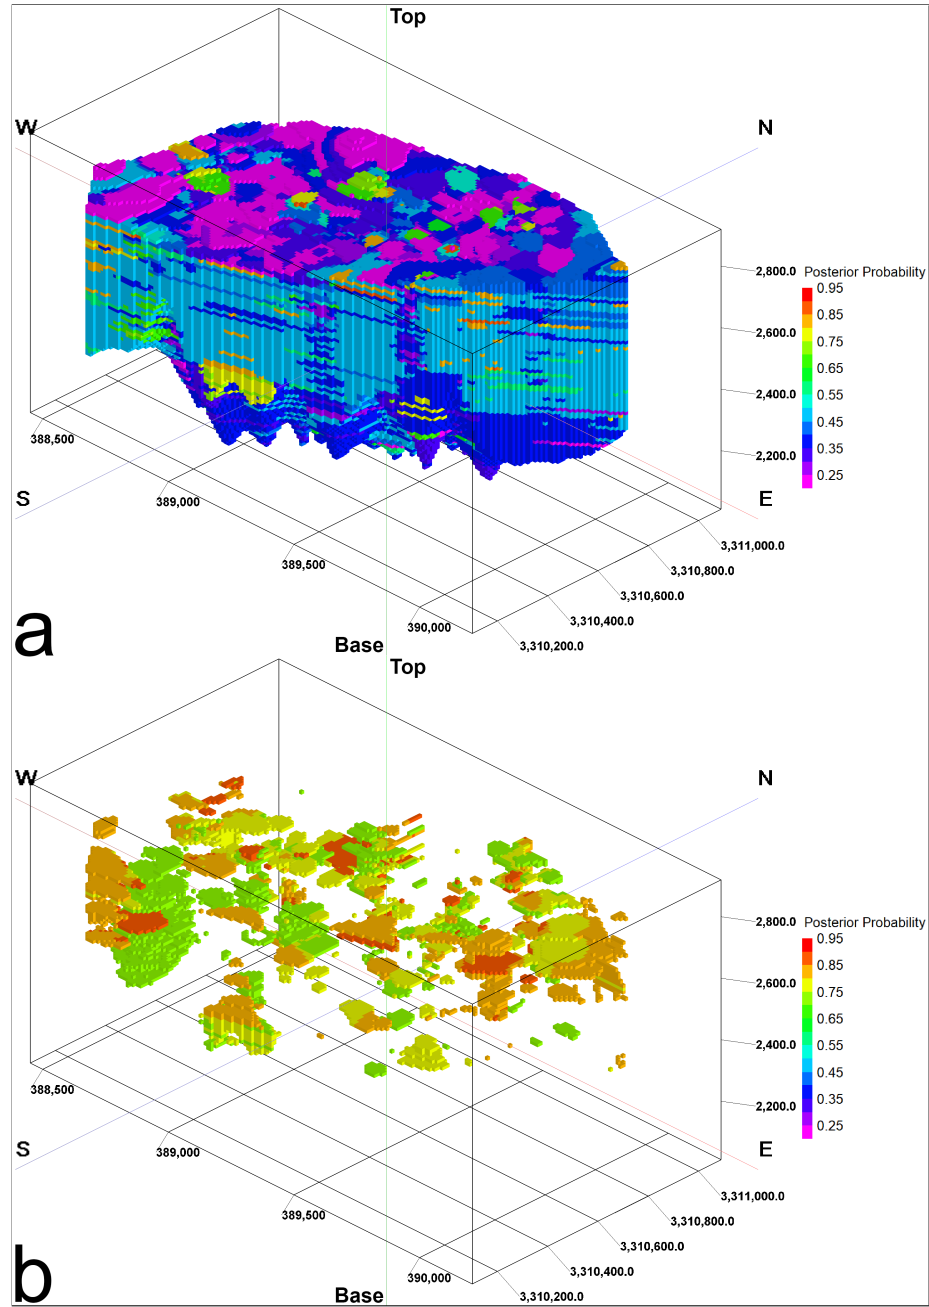 Top
W
N
2,800.0
Posterior Probability
0.95
0.85
2,600.0
0.75
0.65
2,400.0
0.55
0.45
2,200.0
0.35
0.25
388,500
S
389,000
E
3,311,000.0
389,500
3,310,800.0
3,310,600.0
390,000
3,310,400.0
a
Base
3,310,200.0
Top
W
N
2,800.0
Posterior Probability
0.95
0.85
2,600.0
0.75
0.65
2,400.0
0.55
0.45
2,200.0
0.35
0.25
388,500
S
389,000
E
3,311,000.0
389,500
3,310,800.0
3,310,600.0
390,000
3,310,400.0
b
Base
3,310,200.0